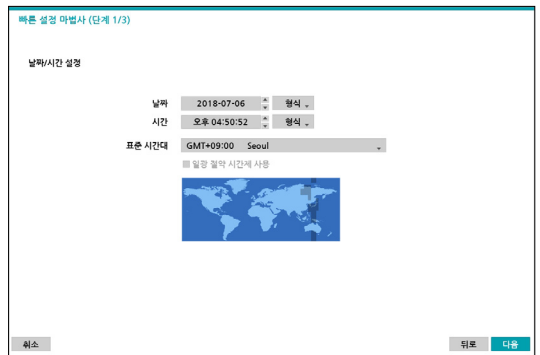 빠른 설정 마법사 (단계 1/3)
날짜/시간 설정
날짜 2018-07-06 형식
시간 오후 04:50:52 형식
표준 시간대 GMT+09:00 Seoul
일광 절약 시간제 사용
취소 뒤로 다음